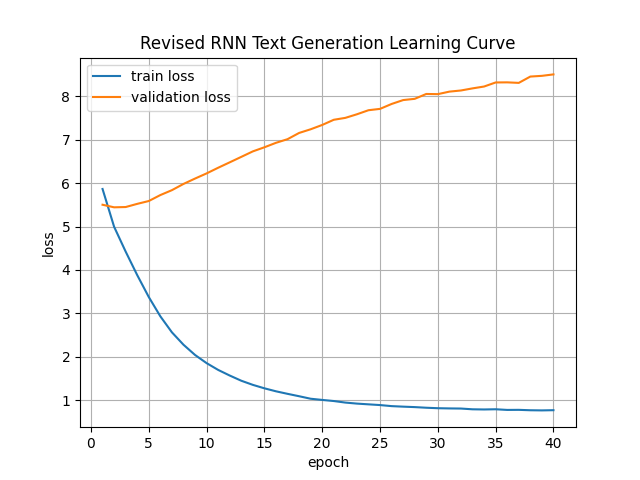 Revised RNN Text Generation Learning Curve
train loss
validation loss
8
7
6
5
4
3
2
1
loss
0 5 10 15 20 25 30 35 40
epoch